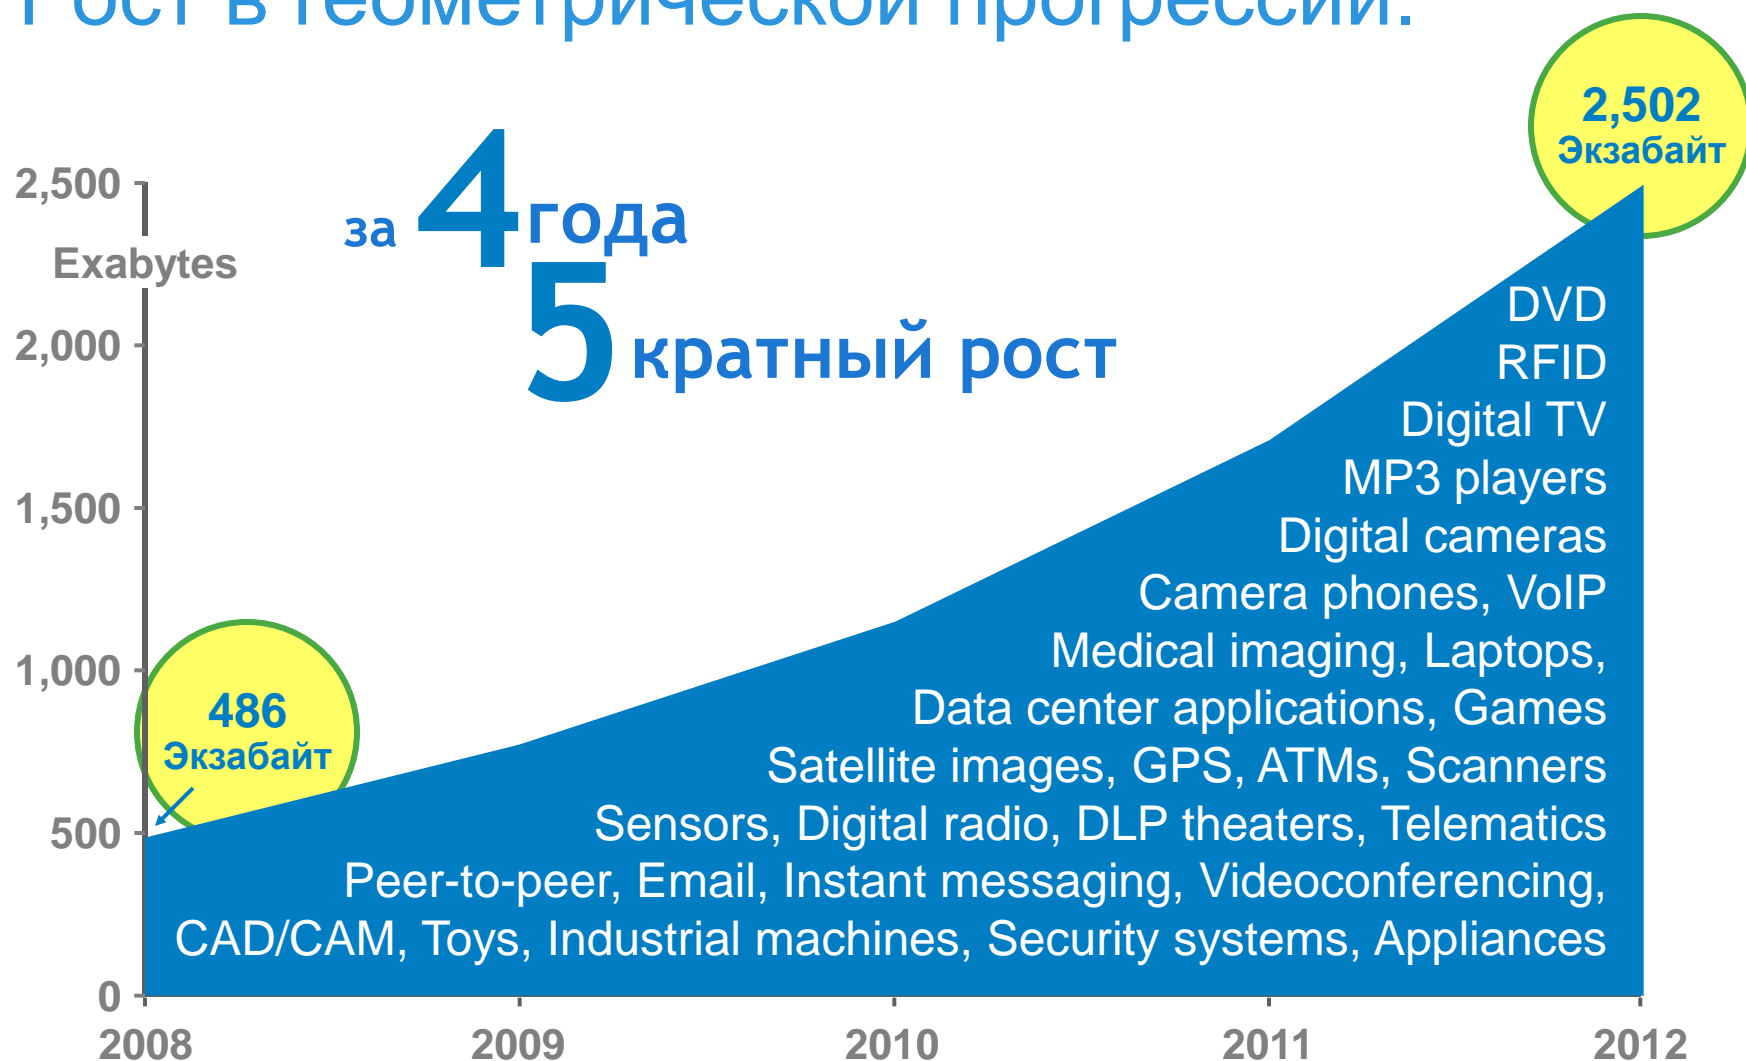 Рост в геометрической прогрессии.
2,502
Экзабайт
за 4 года
5 кратный рост
2,500
Exabytes
2,000
1,500
1,000
500
0
486
Экзабайт
DVD
RFID
Digital TV
MP3 players
Digital cameras
Camera phones, VoIP
Medical imaging, Laptops,
Data center applications, Games
Satellite images, GPS, ATMs, Scanners
Sensors, Digital radio, DLP theaters, Telematics
Peer-to-peer, Email, Instant messaging, Videoconferencing,
CAD/CAM, Toys, Industrial machines, Security systems, Appliances
2008 2009 2010 2011 2012